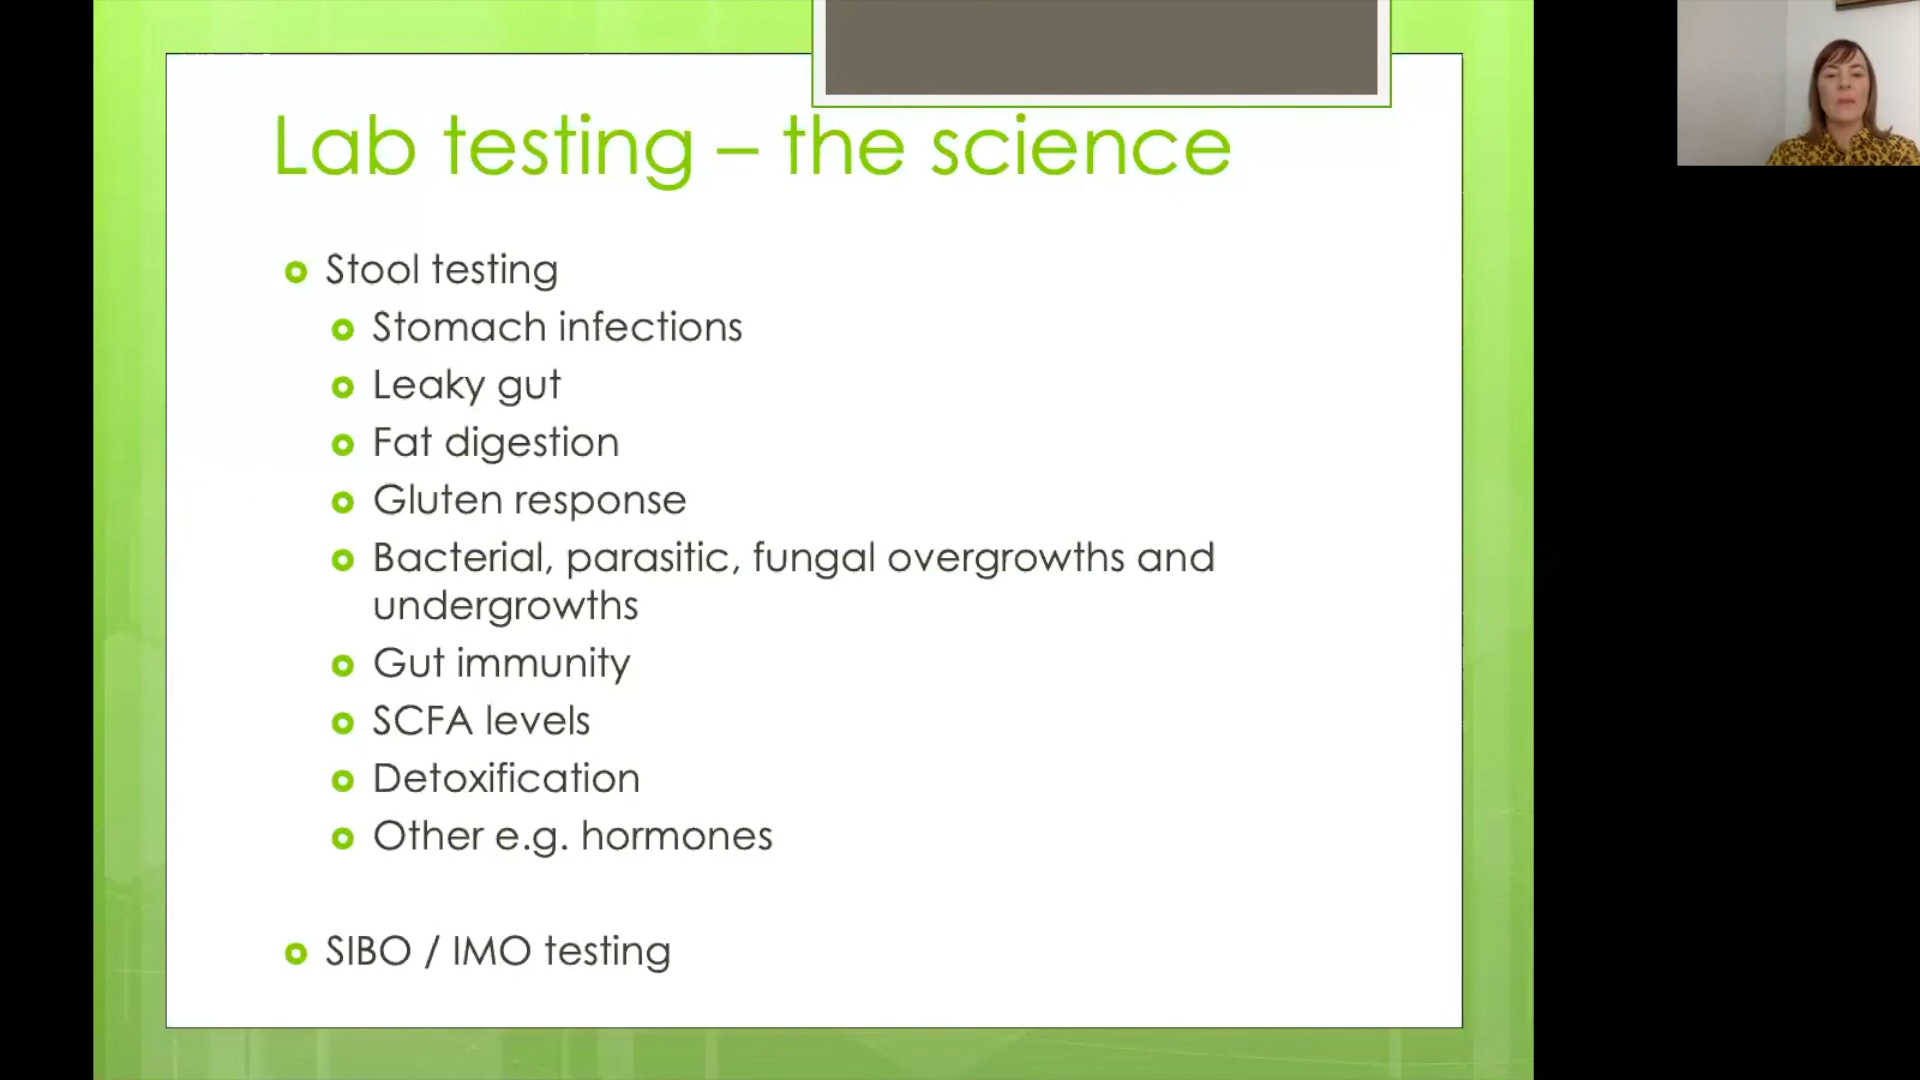 Lab testing – the science
Stool testing
Stomach infections
Leaky gut
Fat digestion
Gluten response
Bacterial, parasitic, fungal overgrowths and
undergrowths
Gut immunity
SCFA levels
Detoxification
Other e.g. hormones
SIBO / IMO testing